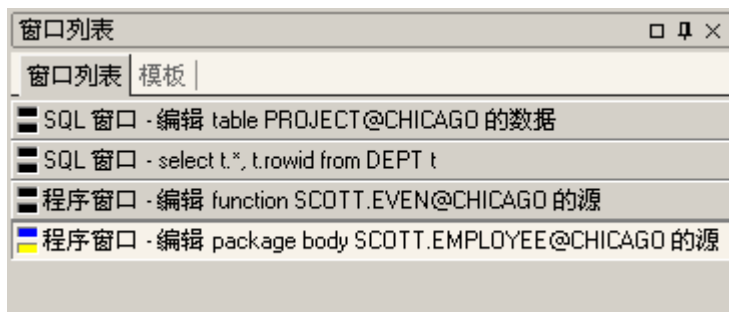 窗口列表
窗口列表 模板
SQL 窗口 - 编辑 table PROJECT@CHICAGO 的数据
SQL 窗口 - select t.*, t.rowid from DEPT t
程序窗口 - 编辑 function SCOTT.EVEN@CHICAGO 的源
程序窗口 - 编辑 package body SCOTT.EMPLOYEE@CHICAGO 的源